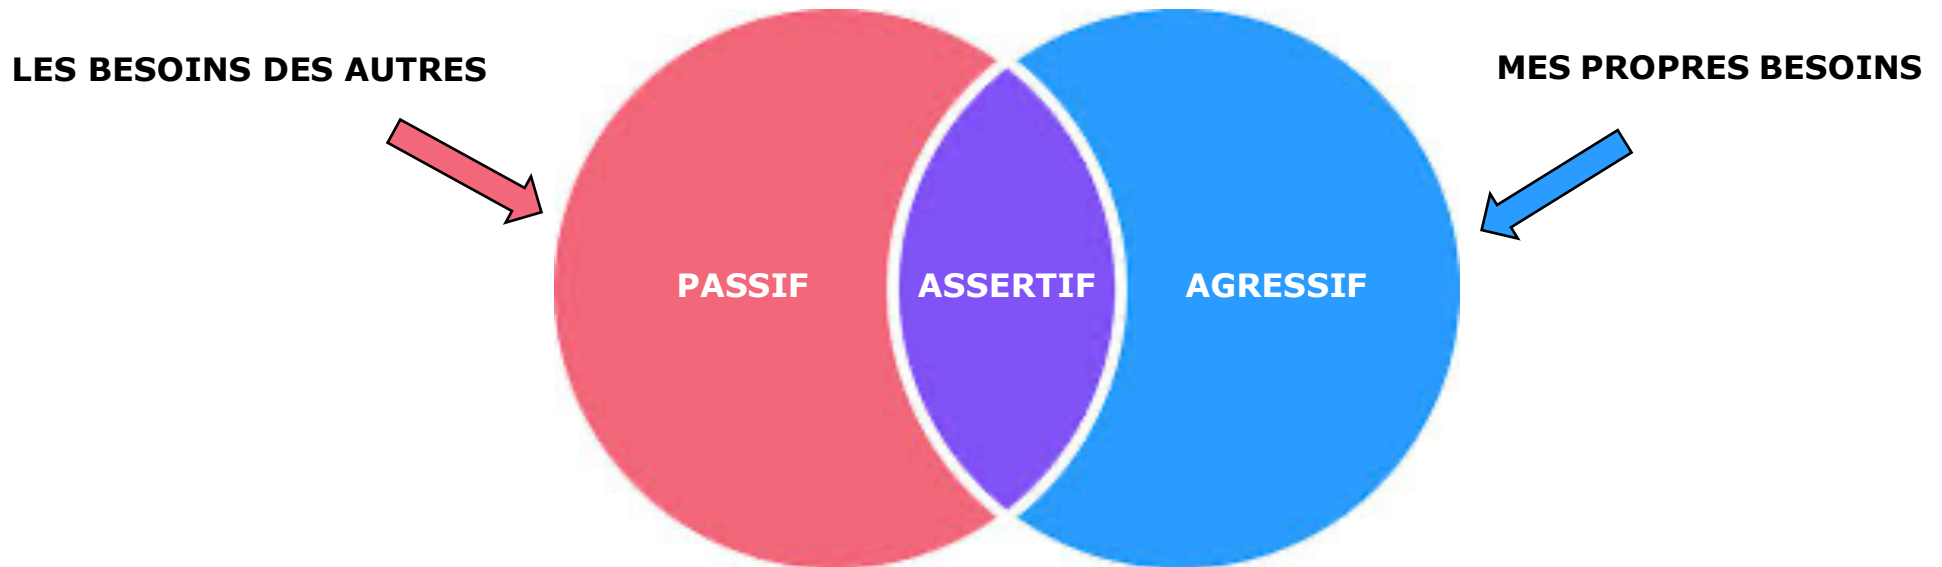 LES BESOINS DES AUTRES
MES PROPRES BESOINS
PASSIF
ASSERTIF
AGRESSIF